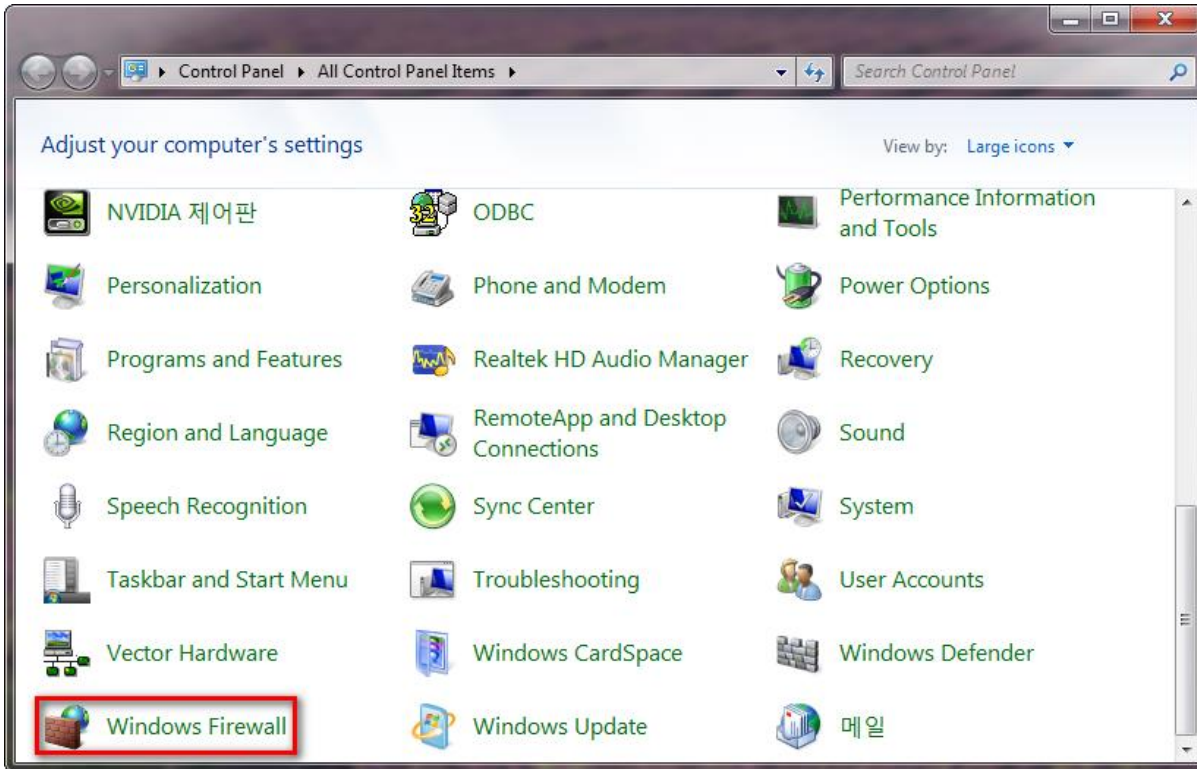 Control Panel All Control Panel Items Search Control Panel
Adjust your computer's settings View by: Large icons
NVIDIA 제어판
ODBC
Performance Information
and Tools
Personalization
Phone and Modem
Power Options
Programs and Features
Realtek HD Audio Manager
Recovery
Region and Language
RemoteApp and Desktop
Connections
Sound
Speech Recognition
Sync Center
System
Taskbar and Start Menu
Troubleshooting
User Accounts
Vector Hardware
Windows CardSpace
Windows Defender
Windows Firewall
Windows Update
메일